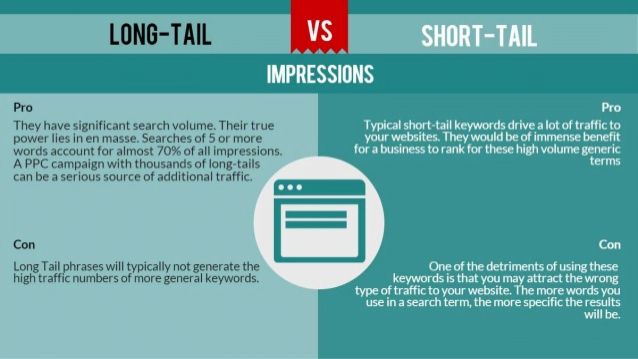 LONG-TAIL
VS
SHORT-TAIL
IMPRESSIONS
Pro
They have significant search volume. Their true
power lies in en masse. Searches of 5 or more
words account for almost 70% of all impressions.
A PPC campaign with thousands of long-tails
can be a serious source of additional traffic.
Con
Long Tail phrases will typically not generate the
high traffic numbers of more general keywords.
Pro
Typical short-tail keywords drive a lot of traffic to
your websites. They would be of immense benefit
for a business to rank for these high volume generic
terms
Con
One of the detriments of using these
keywords is that you may attract the wrong
type of traffic to your website. The more words you
use in a search term, the more specific the results
will be.